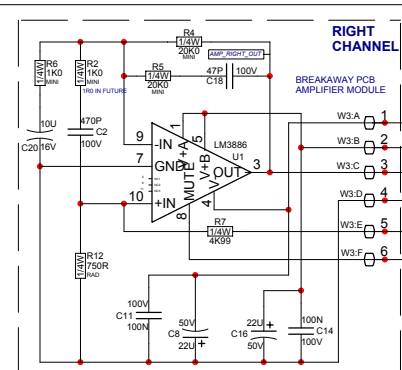 RIGHT
CHANNEL
BREAKAWAY PCB
AMPLIFIER MODULE
R4
1/4W
20K0
MINI
AMP_RIGHT_OUT
R6
1/4W
1K0
MINI
R2
1/4W
1K0
MINI
1R0 IN FUTURE
R5
1/4W
20K0
MINI
47P
100V
C18
10U
C20
16V
470P
C2
100V
LM3886
U1
9
-IN
7
GND
10
+IN
1
V+A
5
V+B
MUTE
8
V-
4
OUT
3
R7
1/4W
4K99
R12
1/4W
750R
RAD
100V
C11
100N
50V
C8
22U
+
22U
+
C16
50V
100N
C14
100V
W3:A
1
W3:B
2
W3:C
3
W3:D
4
W3:E
5
W3:F
6